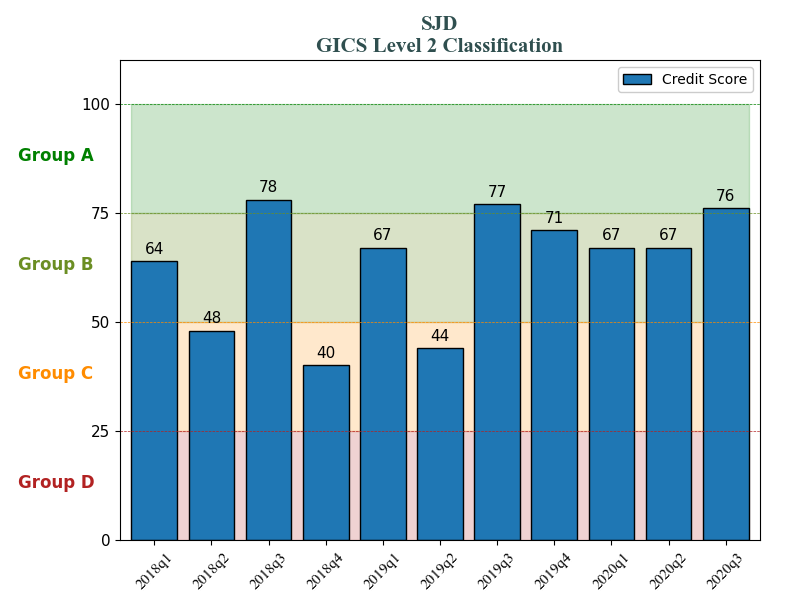 SJD
GICS Level 2 Classification
Credit Score
100
Group A
78
77
76
75
71
67
67
67
64
Group B
50
48
44
40
Group C
25
Group D
0
2018q1 2018q2 2018q3 2018q4 2019q1 2019q2 2019q3 2019q4 2020q1 2020q2 2020q3